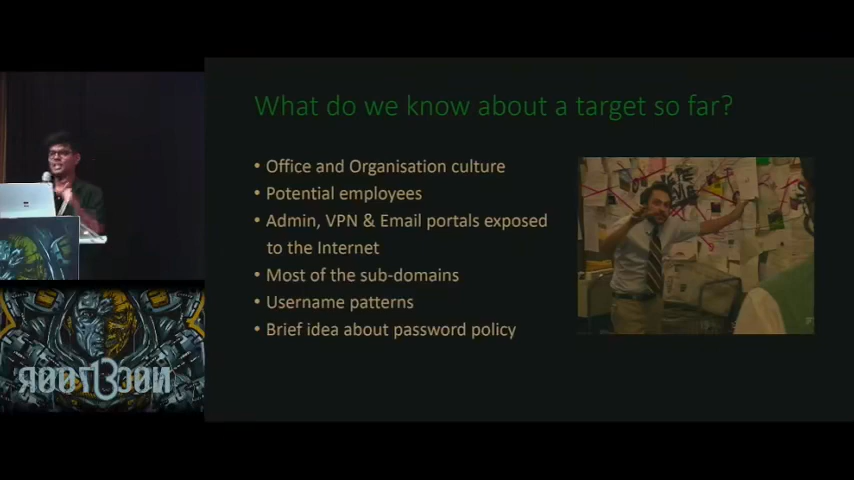 What do we know about a target so far?
• Office and Organisation culture
• Potential employees
• Admin, VPN & Email portals exposed
to the Internet
• Most of the sub-domains
• Username patterns
• Brief idea about password policy